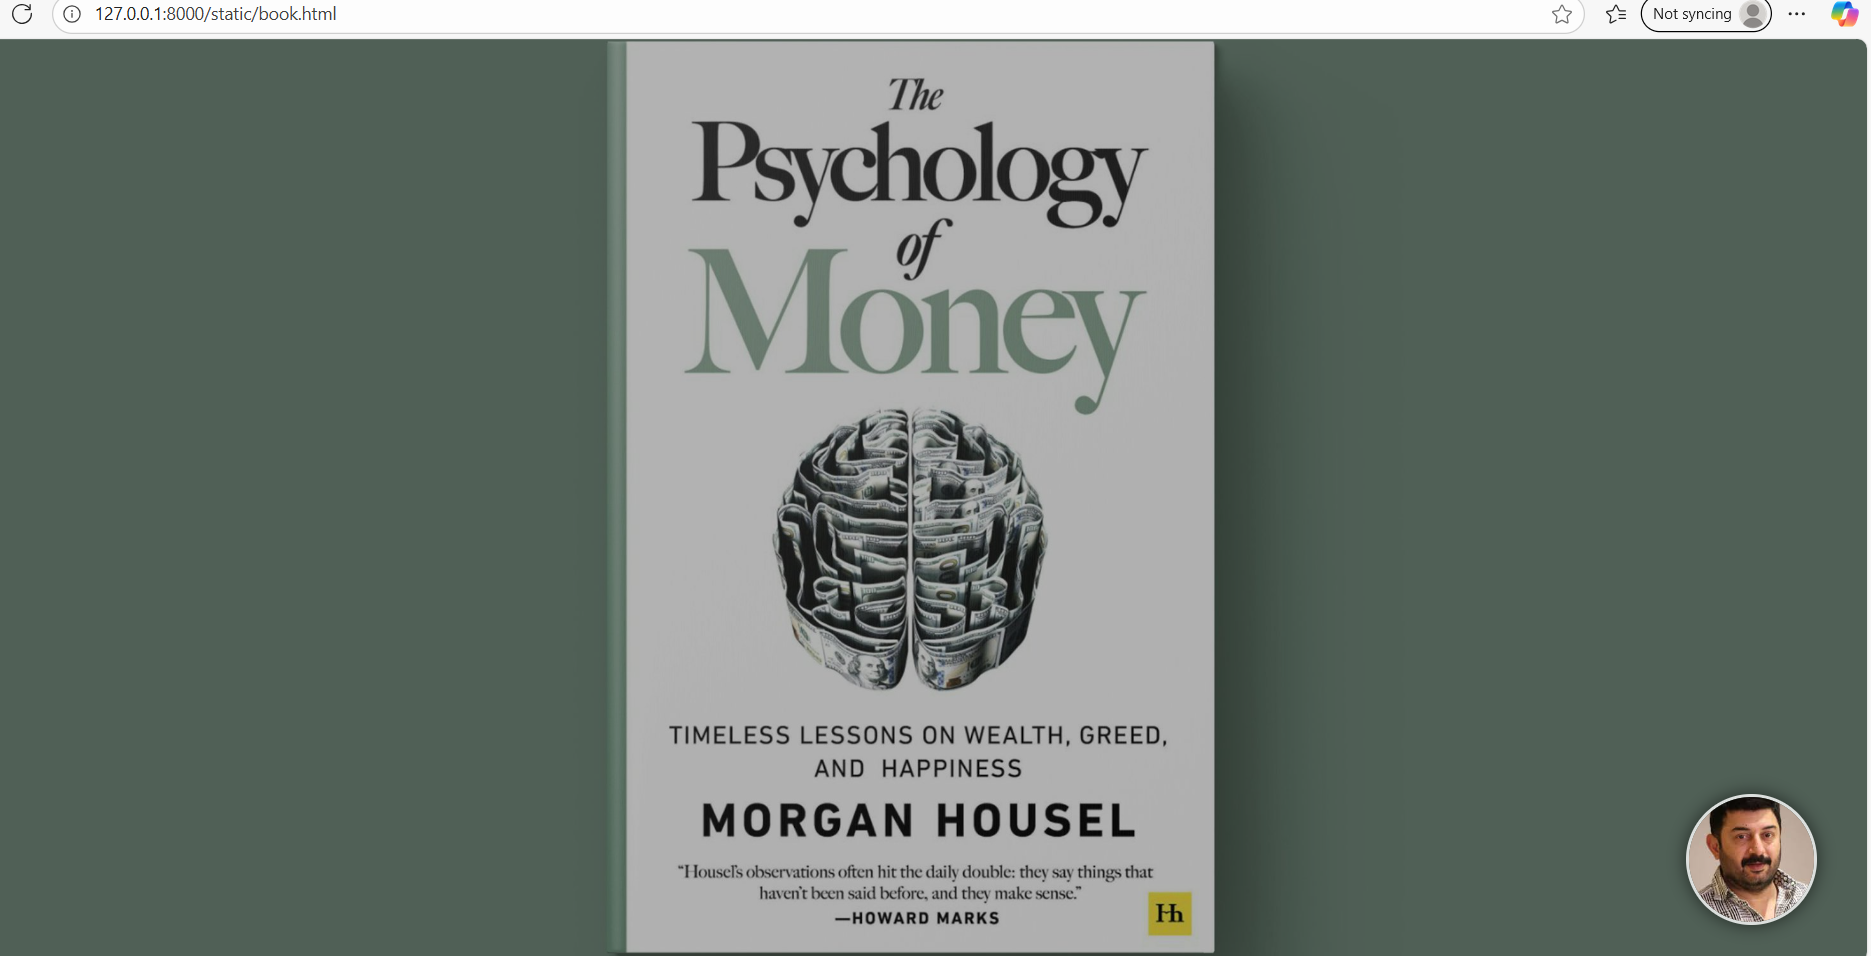 127.0.0.1:8000/static/book.html
Not syncing
The
Psychology
of
Money
TIMELESS LESSONS ON WEALTH, GREED,
AND HAPPINESS
MORGAN HOUSEL
“Housel’s observations often hit the daily double: they say things that
haven’t been said before, and they make sense.”
—HOWARD MARKS
Hh